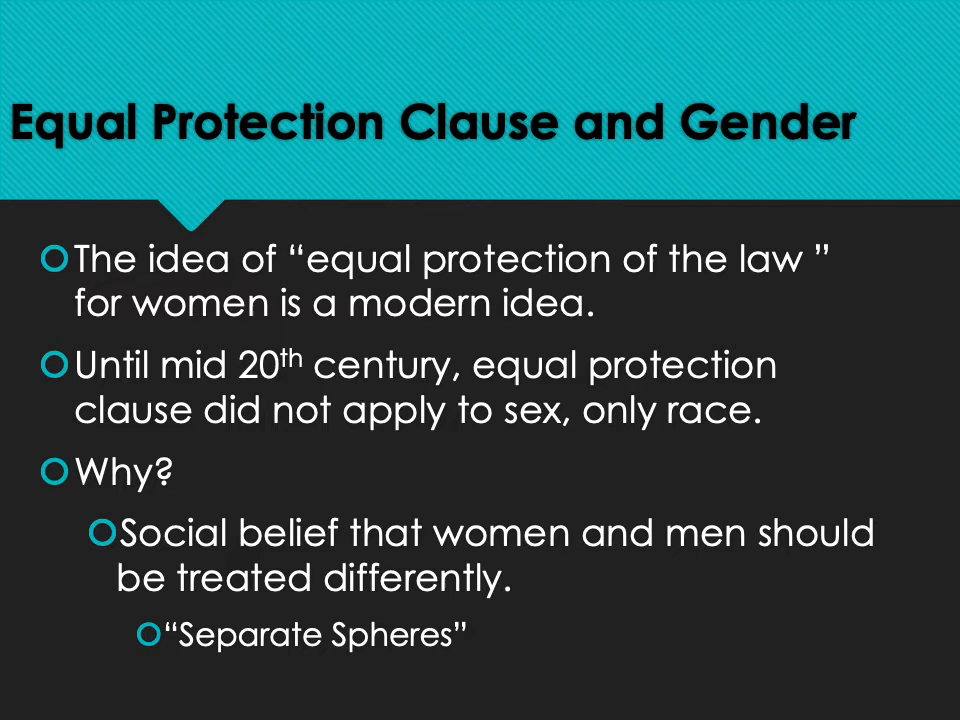 Equal Protection Clause and Gender
The idea of “equal protection of the law ”
for women is a modern idea.
Until mid 20th century, equal protection
clause did not apply to sex, only race.
Why?
Social belief that women and men should
be treated differently.
“Separate Spheres”